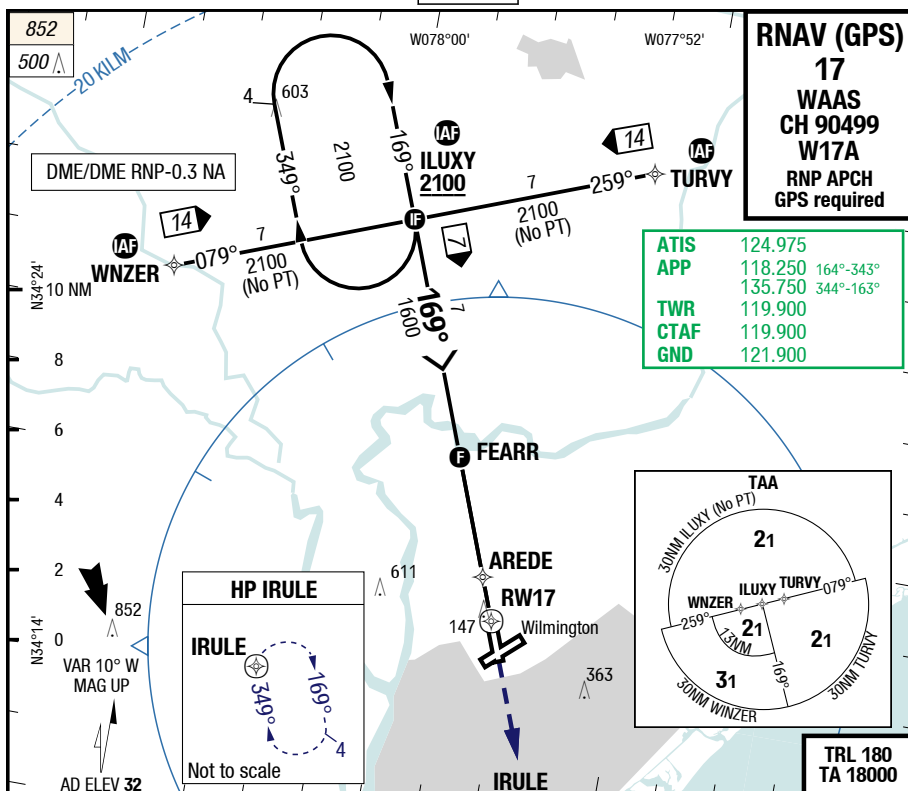 852
500
20 KILM
W078°00'
W077°52'
RNAV (GPS)
17
WAAS
CH 90499
W17A
RNP APCH
GPS required
4
603
2100
349°
169°
IAF
ILUXY
2100
DME/DME RNP-0.3 NA
14
IAF
TURVY
259°
7
2100
(No PT)
IF
IAF
WNZER
14
079°
7
2100
(No PT)
7
ATIS 124.975
APP 118.250 164°-343°
135.750 344°-163°
TWR 119.900
CTAF 119.900
GND 121.900
N34°24'
10 NM
8
6
4
2
0
N34°14'
169°
1600
7
F FEARR
AREDE
RW17
147
Wilmington
611
363
852
VAR 10° W
MAG UP
AD ELEV 32
HP IRULE
IRULE
349°
169°
4
Not to scale
IRULE
TAA
30NM ILUXY (No PT)
21
WNZER
ILUXY
TURVY
079°
259°
21
13NM
21
169°
31
30NM WINZER
30NM TURVY
TRL 180
TA 18000